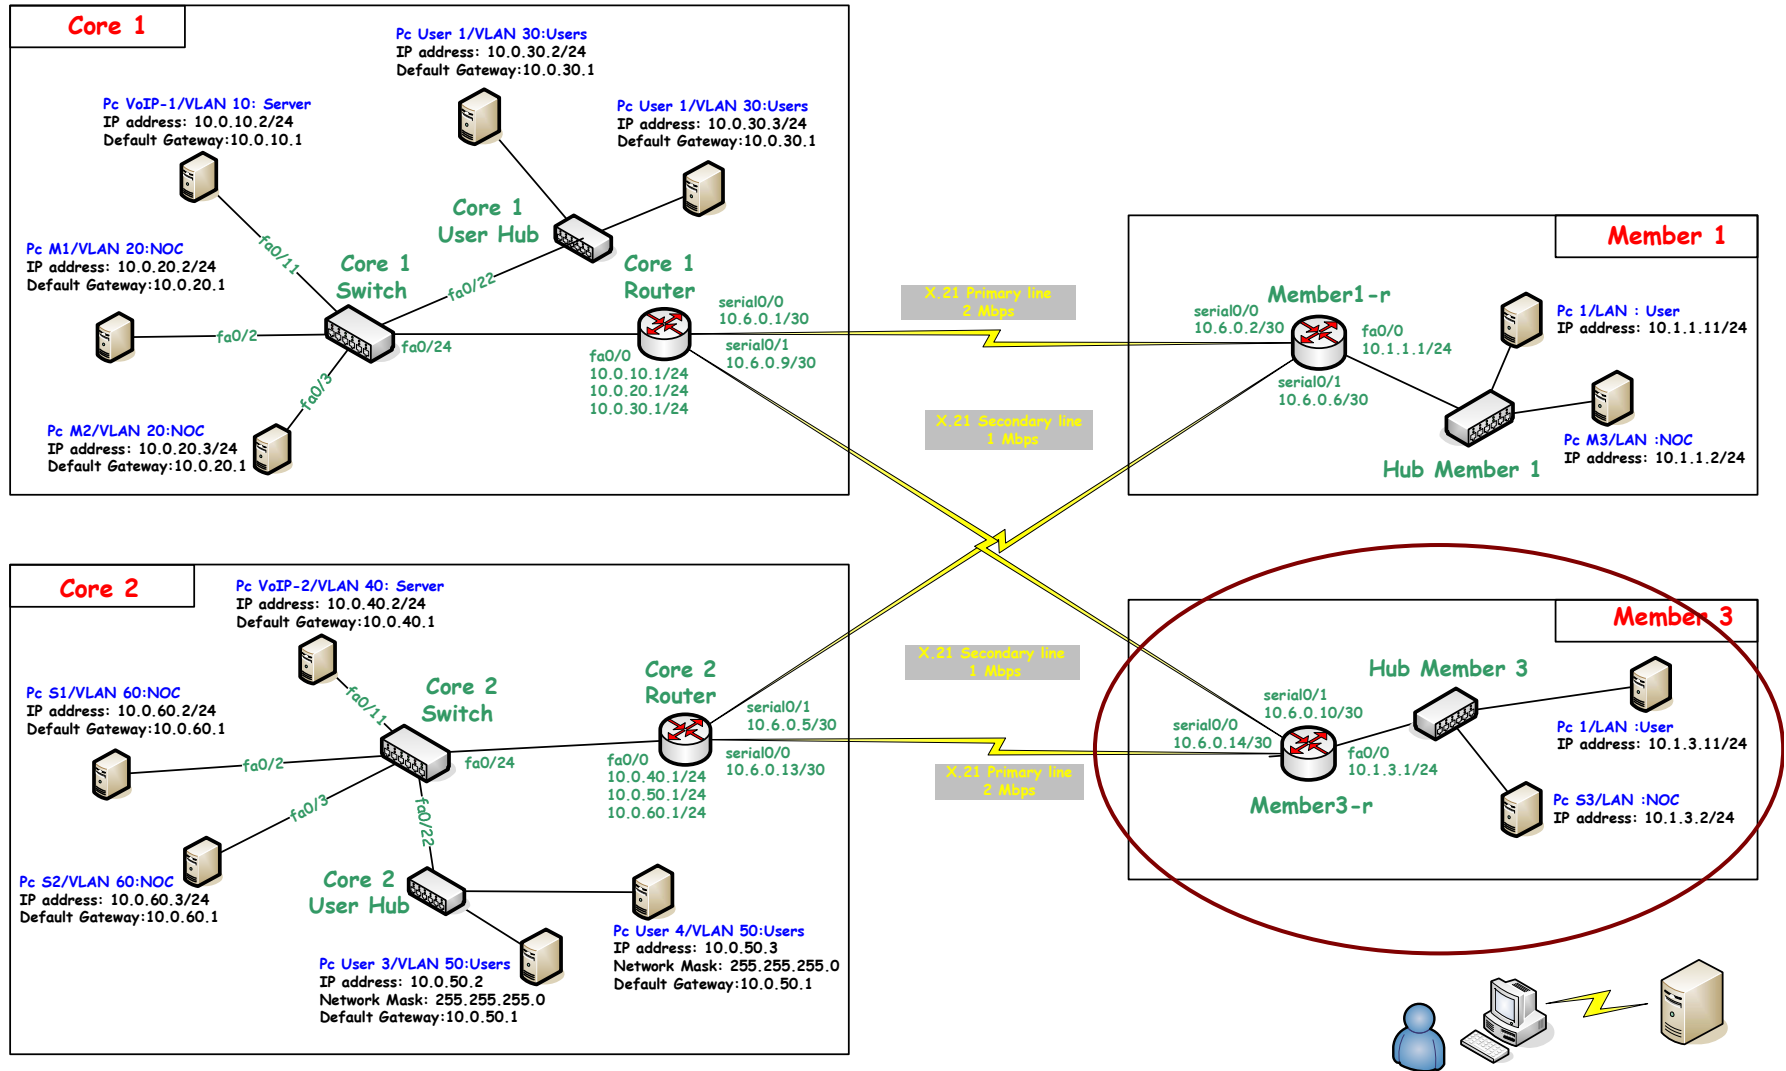 Core 1
Pc User 1/VLAN 30:Users
IP address: 10.0.30.2/24
Default Gateway:10.0.30.1
Pc VoIP-1/VLAN 10: Server
IP address: 10.0.10.2/24
Default Gateway:10.0.10.1
Pc User 1/VLAN 30:Users
IP address: 10.0.30.3/24
Default Gateway:10.0.30.1
Core 1
User Hub
Pc M1/VLAN 20:NOC
IP address: 10.0.20.2/24
Default Gateway:10.0.20.1
fa0/11
Core 1
Switch
fa0/22
Core 1
Router
serial0/0
10.6.0.1/30
serial0/1
10.6.0.9/30
fa0/2
fa0/24
fa0/0
10.0.10.1/24
10.0.20.1/24
10.0.30.1/24
fa0/3
Pc M2/VLAN 20:NOC
IP address: 10.0.20.3/24
Default Gateway:10.0.20.1
X.21 Primary line
2 Mbps
X.21 Secondary line
1 Mbps
Member 1
Member1-r
serial0/0
10.6.0.2/30
fa0/0
10.1.1.1/24
serial0/1
10.6.0.6/30
Pc 1/LAN : User
IP address: 10.1.1.11/24
Pc M3/LAN :NOC
IP address: 10.1.1.2/24
Hub Member 1
Core 2
Pc VoIP-2/VLAN 40: Server
IP address: 10.0.40.2/24
Default Gateway:10.0.40.1
Pc S1/VLAN 60:NOC
IP address: 10.0.60.2/24
Default Gateway:10.0.60.1
fa0/11
Core 2
Switch
Core 2
Router
serial0/1
10.6.0.5/30
serial0/0
10.6.0.13/30
fa0/2
fa0/24
fa0/0
10.0.40.1/24
10.0.50.1/24
10.0.60.1/24
fa0/3
fa0/22
Pc S2/VLAN 60:NOC
IP address: 10.0.60.3/24
Default Gateway:10.0.60.1
Core 2
User Hub
Pc User 4/VLAN 50:Users
IP address: 10.0.50.3
Network Mask: 255.255.255.0
Default Gateway:10.0.50.1
Pc User 3/VLAN 50:Users
IP address: 10.0.50.2
Network Mask: 255.255.255.0
Default Gateway:10.0.50.1
X.21 Secondary line
1 Mbps
X.21 Primary line
2 Mbps
Member 3
Hub Member 3
serial0/1
10.6.0.10/30
serial0/0
10.6.0.14/30
fa0/0
10.1.3.1/24
Member3-r
Pc 1/LAN :User
IP address: 10.1.3.11/24
Pc S3/LAN :NOC
IP address: 10.1.3.2/24